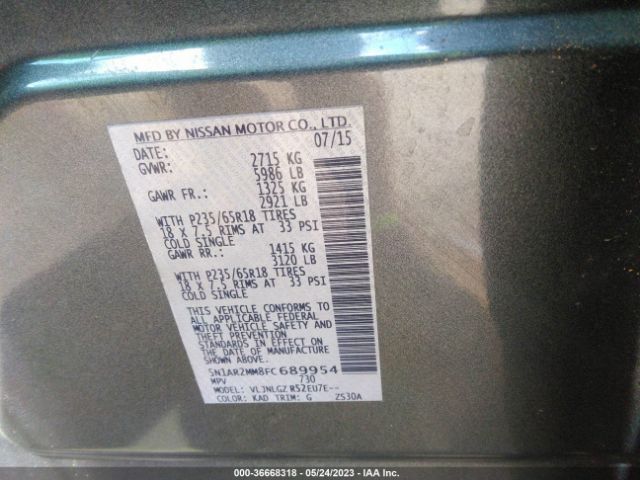 MFD BY NISSAN MOTOR CO., LTD
DATE: 07/15
GVWR: 2715 KG
5986 LB
GAWR FR.: 1325 KG
2921 LB
WITH P235/65R18 TIRES
18 X 7.5 RIMS AT 33 PSI
COLD SINGLE
GAWR RR.: 1415 KG
3120 LB
WITH P235/65R18 TIRES
18 X 7.5 RIMS AT 33 PSI
COLD SINGLE
THIS VEHICLE CONFORMS TO
ALL APPLICABLE FEDERAL
MOTOR VEHICLE SAFETY AND
THEFT PREVENTION
STANDARDS IN EFFECT ON
THE DATE OF MANUFACTURE
SHOWN ABOVE.
5N1AR2MM8FC689954
MPV 730
MODEL: VLJNLGZ R52EU7E--
COLOR: KAD TRIM: G ZS30A
000-36668318 - 05/24/2023 - IAA Inc.